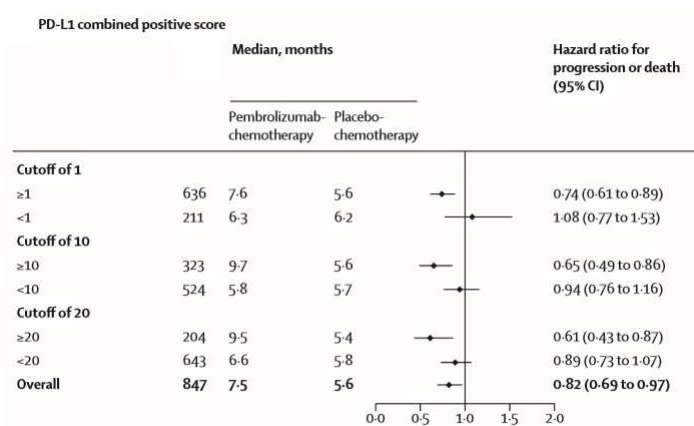 PD-L1 combined positive score
Median, months Hazard ratio for
progression or death
(95% CI)
Pembrolizumab- Placebo-
chemotherapy chemotherapy
Cutoff of 1
≥1 636 7·6 5·6 0·74 (0·61 to 0·89)
<1 211 6·3 6·2 1·08 (0·77 to 1·53)
Cutoff of 10
≥10 323 9·7 5·6 0·65 (0·49 to 0·86)
<10 524 5·8 5·7 0·94 (0·76 to 1·16)
Cutoff of 20
≥20 204 9·5 5·4 0·61 (0·43 to 0·87)
<20 643 6·6 5·8 0·89 (0·73 to 1·07)
Overall 847 7·5 5·6 0·82 (0·69 to 0·97)
0·0 0·5 1·0 1·5 2·0